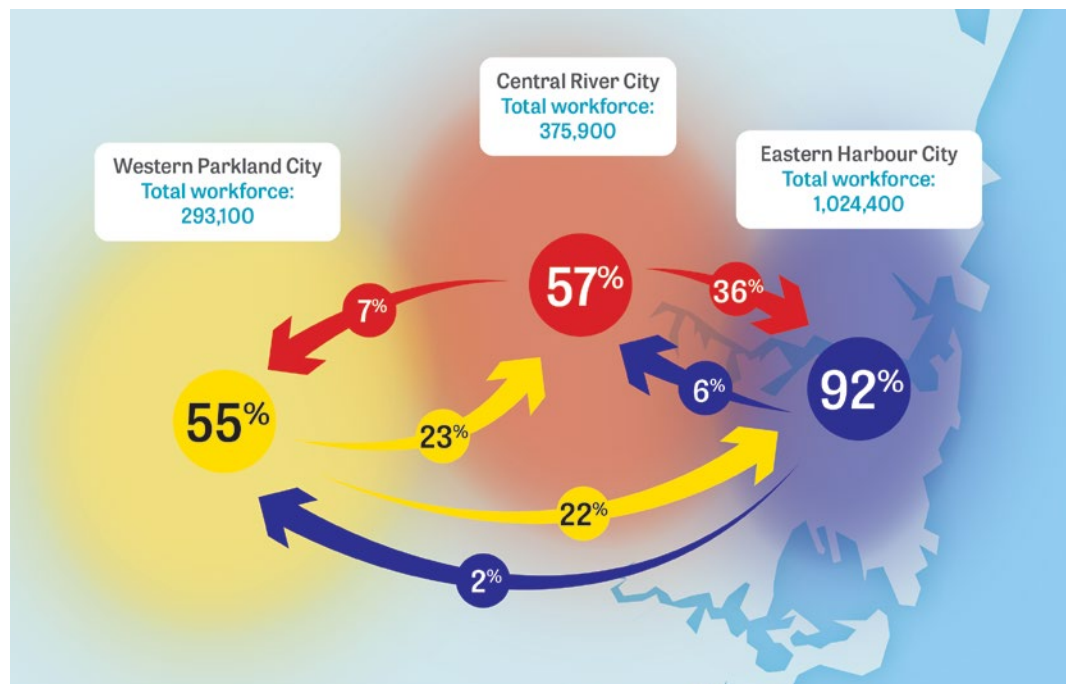 Central River City
Total workforce:
375,900
Western Parkland City
Total workforce:
293,100
Eastern Harbour City
Total workforce:
1,024,400
57%
36%
7%
92%
6%
55%
23%
22%
2%